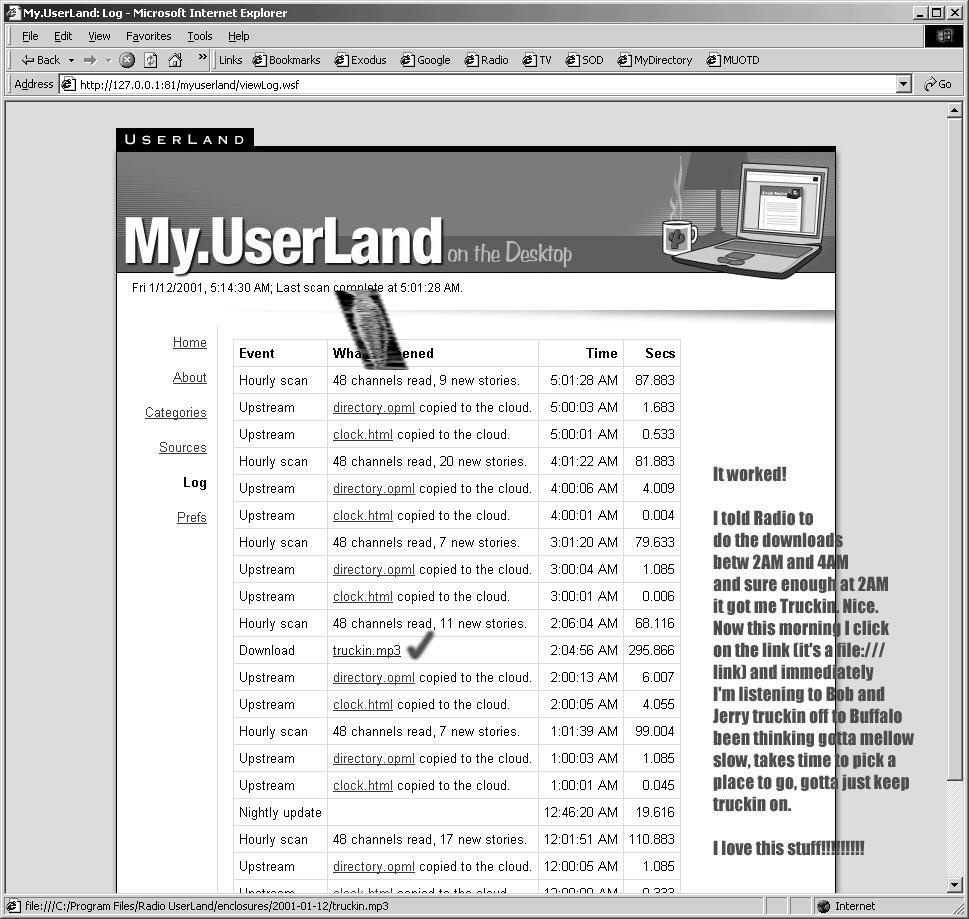 My.UserLand: Log - Microsoft Internet Explorer
File Edit View Favorites Tools Help
Back » Links Bookmarks Exodus Google Radio TV SOD MyDirectory MUOTD
Address http://127.0.0.1:81/myuserland/viewLog.wsf Go
USERLAND
My.UserLand on the Desktop
Fri 1/12/2001, 5:14:30 AM; Last scan complete at 5:01:28 AM.
Home
About
Categories
Sources
Log
Prefs
Event Time Secs
Hourly scan 48 channels read, 9 new stories. 5:01:28 AM 87.883
Upstream directory.opml copied to the cloud. 5:00:03 AM 1.683
Upstream clock.html copied to the cloud. 5:00:01 AM 0.533
Hourly scan 48 channels read, 20 new stories. 4:01:22 AM 81.883
Upstream directory.opml copied to the cloud. 4:00:06 AM 4.009
Upstream clock.html copied to the cloud. 4:00:01 AM 0.004
Hourly scan 48 channels read, 7 new stories. 3:01:20 AM 79.633
Upstream directory.opml copied to the cloud. 3:00:04 AM 1.085
Upstream clock.html copied to the cloud. 3:00:01 AM 0.006
Hourly scan 48 channels read, 11 new stories. 2:06:04 AM 68.116
Download truckin.mp3 2:04:56 AM 295.866
Upstream directory.opml copied to the cloud. 2:00:13 AM 6.007
Upstream clock.html copied to the cloud. 2:00:05 AM 4.055
Hourly scan 48 channels read, 7 new stories. 1:01:39 AM 99.004
Upstream directory.opml copied to the cloud. 1:00:03 AM 1.085
Upstream clock.html copied to the cloud. 1:00:01 AM 0.045
Nightly update 12:46:20 AM 19.616
Hourly scan 48 channels read, 17 new stories. 12:01:51 AM 110.883
Upstream directory.opml copied to the cloud. 12:00:05 AM 1.085
Upstream clock.html copied to the cloud. 12:00:00 AM 0.333
It worked!
I told Radio to
do the downloads
betw 2AM and 4AM
and sure enough at 2AM
it got me Truckin. Nice.
Now this morning I click
on the link (it's a file:///
link) and immediately
I'm listening to Bob and
Jerry truckin off to Buffalo
been thinking gotta mellow
slow, takes time to pick a
place to go, gotta just keep
truckin on.
I love this stuff!!!!!!!!!
file:///C:/Program Files/Radio UserLand/enclosures/2001-01-12/truckin.mp3 Internet